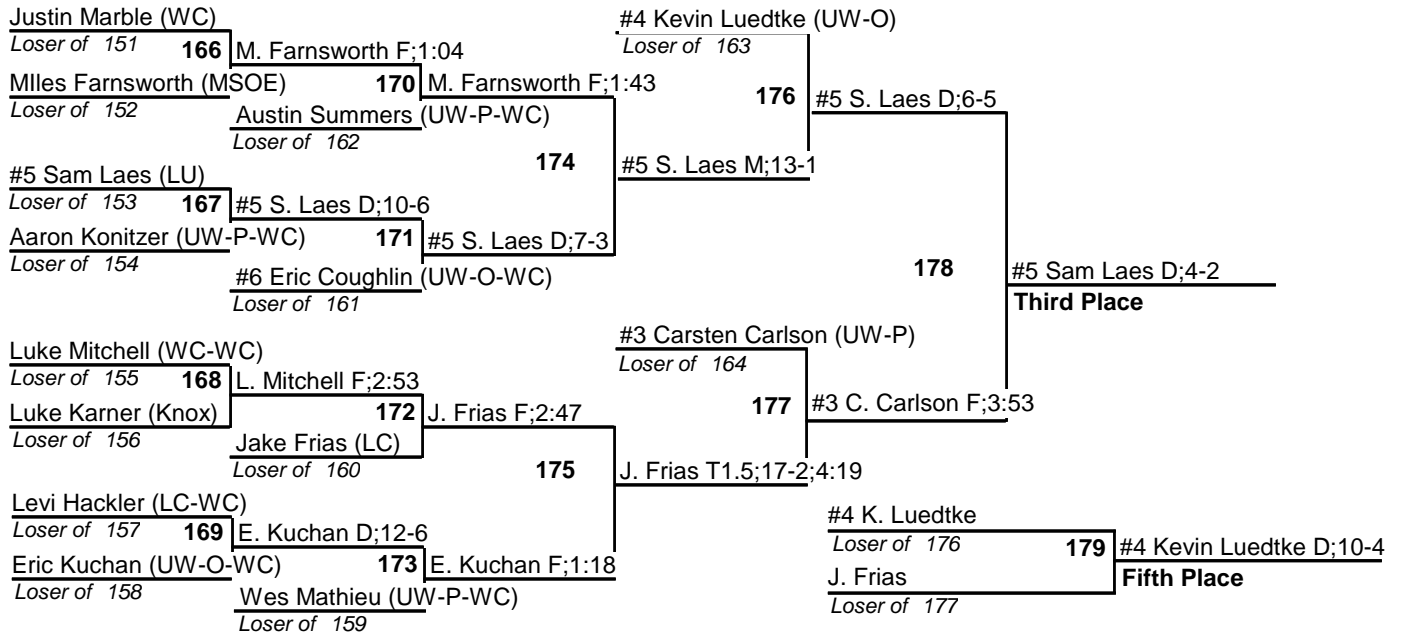 Justin Marble (WC)
Loser of 151
166
M. Farnsworth F;1:04
MIles Farnsworth (MSOE)
Loser of 152
170
M. Farnsworth F;1:43
Austin Summers (UW-P-WC)
Loser of 162
174
#5 Sam Laes (LU)
Loser of 153
167
#5 S. Laes D;10-6
Aaron Konitzer (UW-P-WC)
Loser of 154
171
#5 S. Laes D;7-3
#6 Eric Coughlin (UW-O-WC)
Loser of 161
Luke Mitchell (WC-WC)
Loser of 155
168
L. Mitchell F;2:53
Luke Karner (Knox)
Loser of 156
172
J. Frias F;2:47
Jake Frias (LC)
Loser of 160
175
Levi Hackler (LC-WC)
Loser of 157
169
E. Kuchan D;12-6
Eric Kuchan (UW-O-WC)
Loser of 158
173
E. Kuchan F;1:18
Wes Mathieu (UW-P-WC)
Loser of 159
#4 Kevin Luedtke (UW-O)
Loser of 163
176
#5 S. Laes D;6-5
#5 S. Laes M;13-1
178
#5 Sam Laes D;4-2
Third Place
#3 Carsten Carlson (UW-P)
Loser of 164
177
#3 C. Carlson F;3:53
J. Frias T1.5;17-2;4:19
#4 K. Luedtke
Loser of 176
179
#4 Kevin Luedtke D;10-4
J. Frias
Fifth Place
Loser of 177